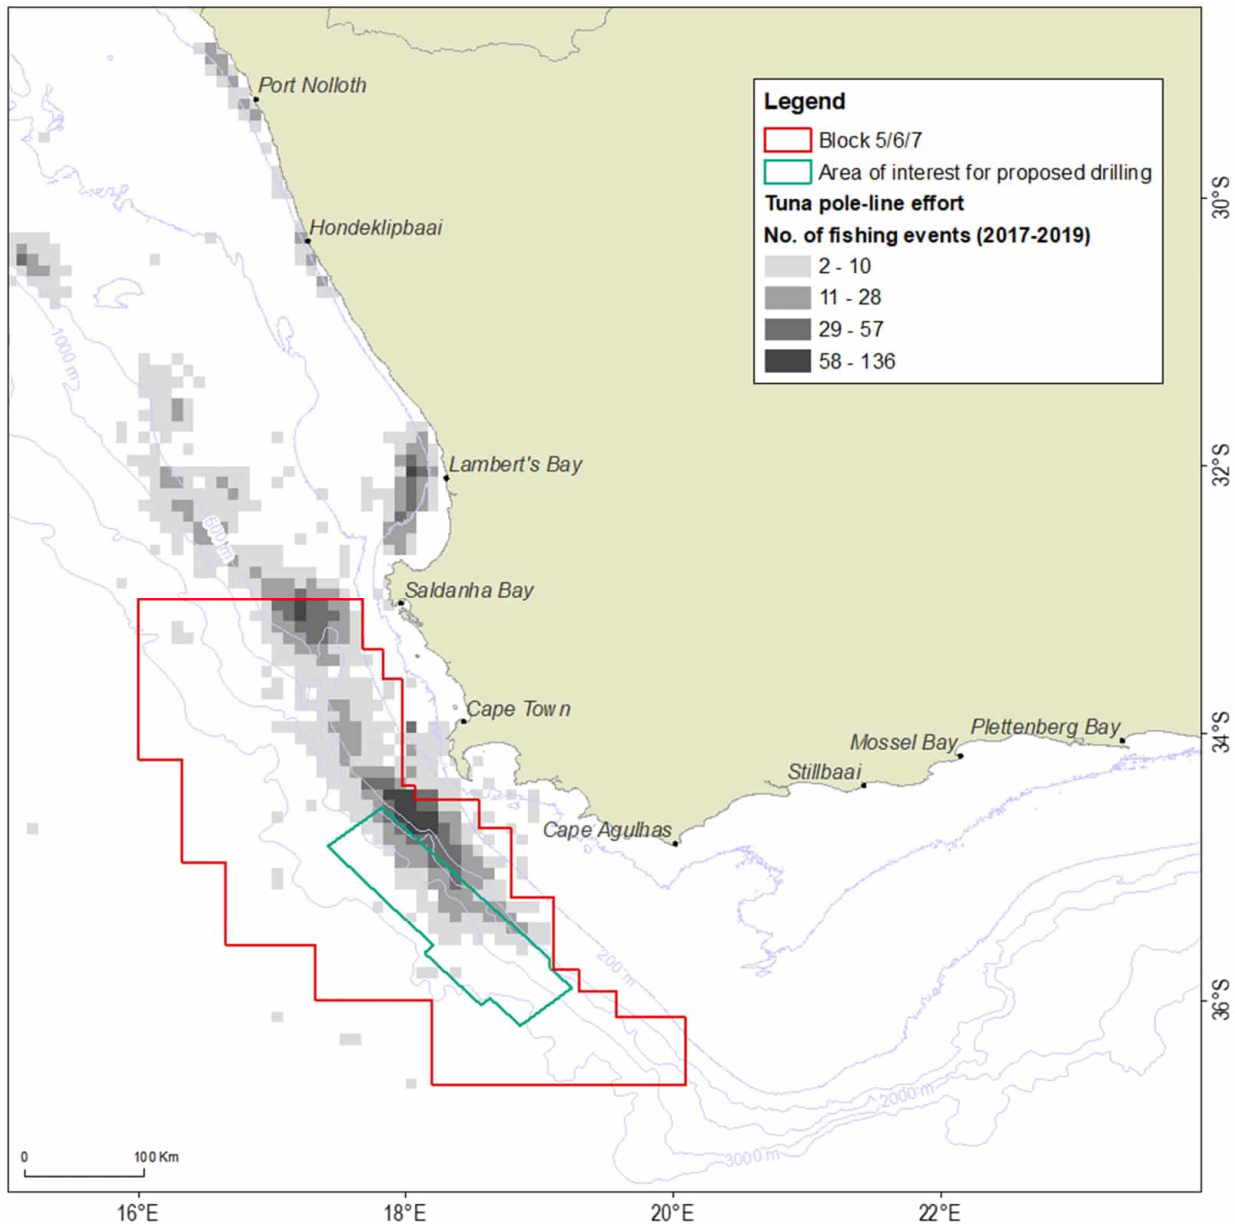 Port Nolloth
Legend
Block 5/6/7
Area of interest for proposed drilling
Tuna pole-line effort
No. of fishing events (2017-2019)
2 - 10
11 - 28
29 - 57
58 - 136
30°S
Hondeklipbaai
1000 m
Lambert's Bay
32°S
500 m
Saldanha Bay
Cape Town
Plettenberg Bay
34°S
Mossel Bay
Stillbaai
Cape Agulhas
200 m
36°S
2000 m
3000 m
0 100 Km
16°E 18°E 20°E 22°E